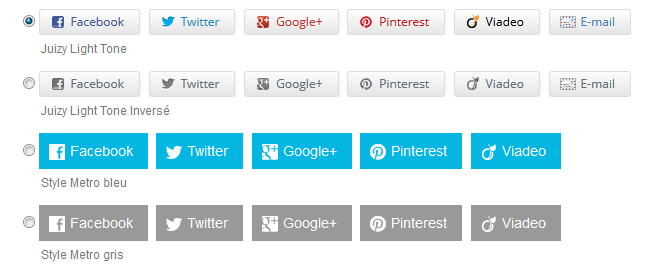 Facebook Twitter Google+ Pinterest Viadeo E-mail
Juizy Light Tone
Facebook Twitter Google+ Pinterest Viadeo E-mail
Juizy Light Tone Inversé
Facebook Twitter Google+ Pinterest Viadeo
Style Metro bleu
Facebook Twitter Google+ Pinterest Viadeo
Style Metro gris